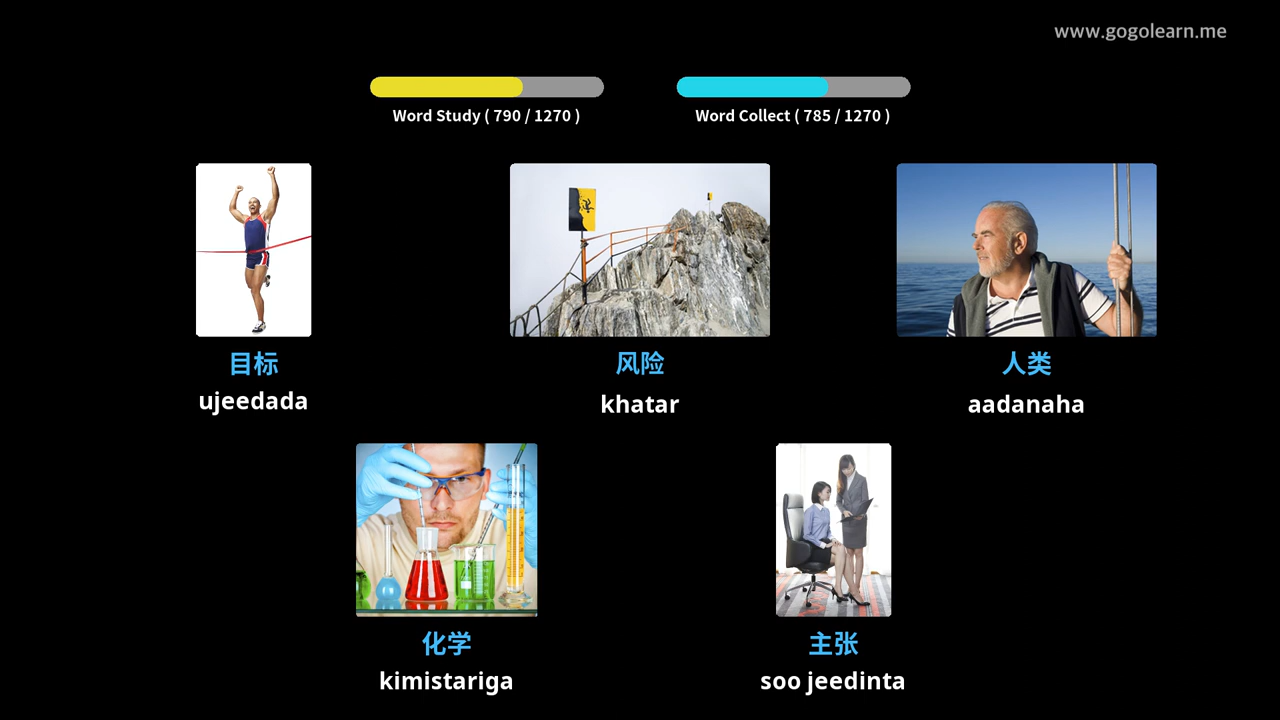 www.gogolearn.me
Word Study ( 790 / 1270 )
Word Collect ( 785 / 1270 )
目标
ujeedada
风险
khatar
人类
aadanaha
化学
kimistariga
主张
soo jeedinta